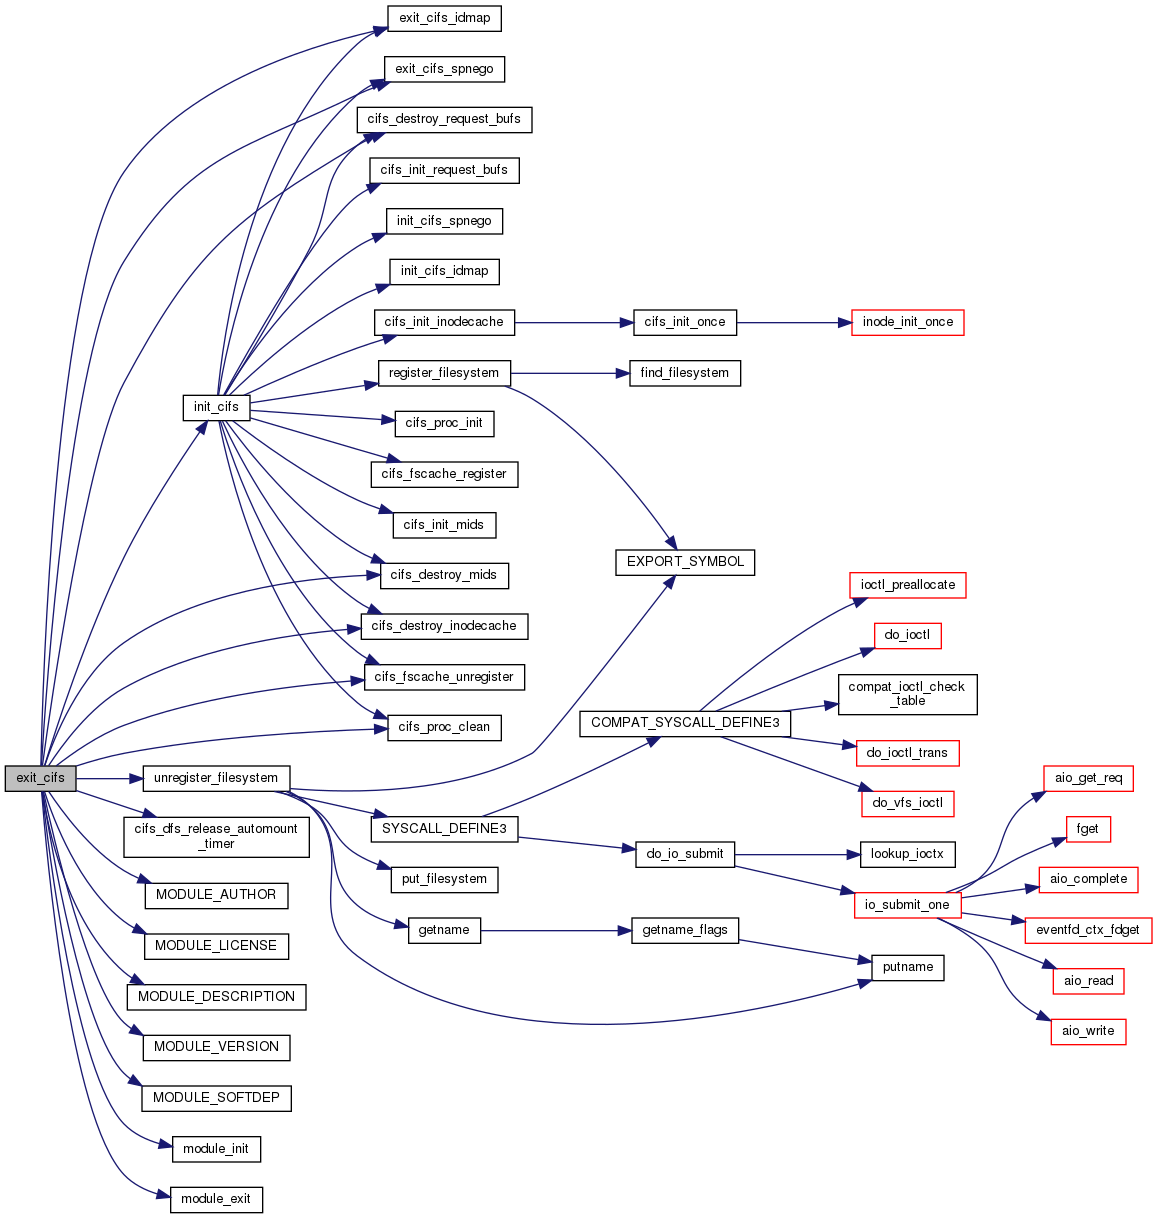 exit_cifs_idmap
exit_cifs_spnego
cifs_destroy_request_bufs
cifs_init_request_bufs
init_cifs_spnego
init_cifs_idmap
cifs_init_inodecache
cifs_init_once
inode_init_once
register_filesystem
find_filesystem
init_cifs
cifs_proc_init
cifs_fscache_register
cifs_init_mids
EXPORT_SYMBOL
cifs_destroy_mids
ioctl_preallocate
cifs_destroy_inodecache
do_ioctl
cifs_fscache_unregister
compat_ioctl_check
_table
cifs_proc_clean
COMPAT_SYSCALL_DEFINE3
do_ioctl_trans
exit_cifs
unregister_filesystem
aio_get_req
do_vfs_ioctl
cifs_dfs_release_automount
_timer
SYSCALL_DEFINE3
fget
do_io_submit
lookup_ioctx
MODULE_AUTHOR
put_filesystem
aio_complete
io_submit_one
getname
getname_flags
eventfd_ctx_fdget
MODULE_LICENSE
putname
aio_read
MODULE_DESCRIPTION
aio_write
MODULE_VERSION
MODULE_SOFTDEP
module_init
module_exit